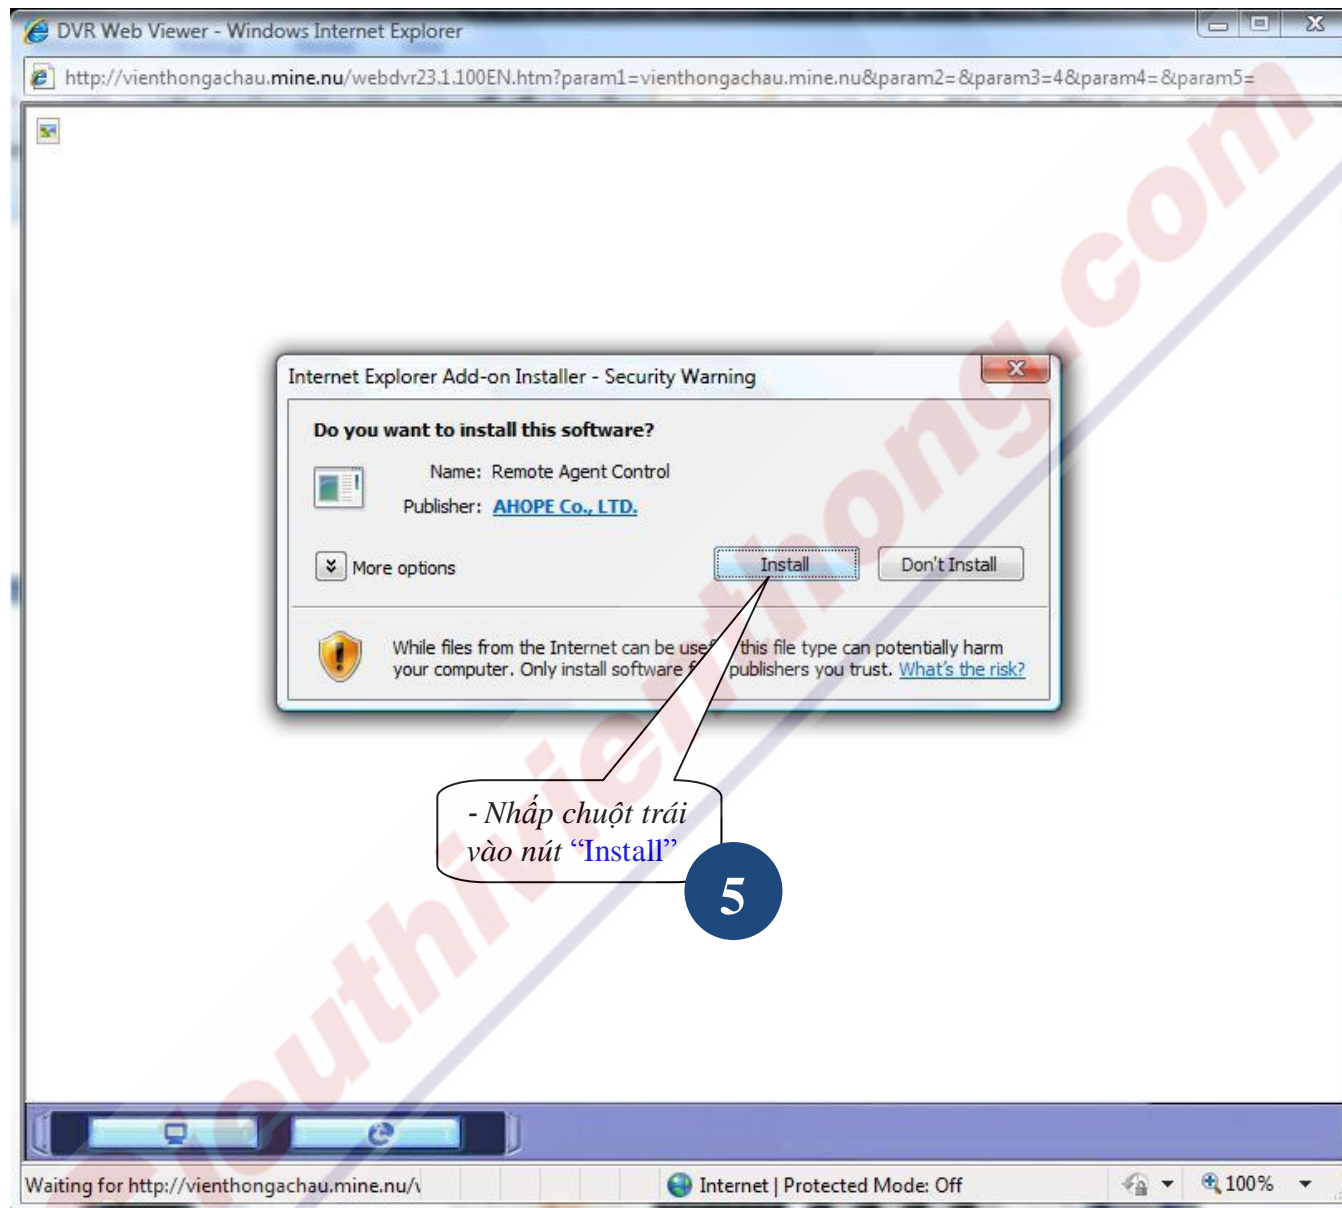 DVR Web Viewer - Windows Internet Explorer
http://vienthongachau.mine.nu/webdvr23.1.100EN.htm?param1=vienthongachau.mine.nu&param2=&param3=4&param4=&param5=
Internet Explorer Add-on Installer - Security Warning
Do you want to install this software?
Name: Remote Agent Control
Publisher: AHOPE Co., LTD.
More options
Install
Don't Install
While files from the Internet can be this file type can potentially harm
your computer. Only install software publishers you trust. What's the risk?
- Nhấp chuột trái
vào nút “Install”
5
Waiting for http://vienthongachau.mine.nu/
Internet | Protected Mode: Off
100%
sieuthivienthong.com